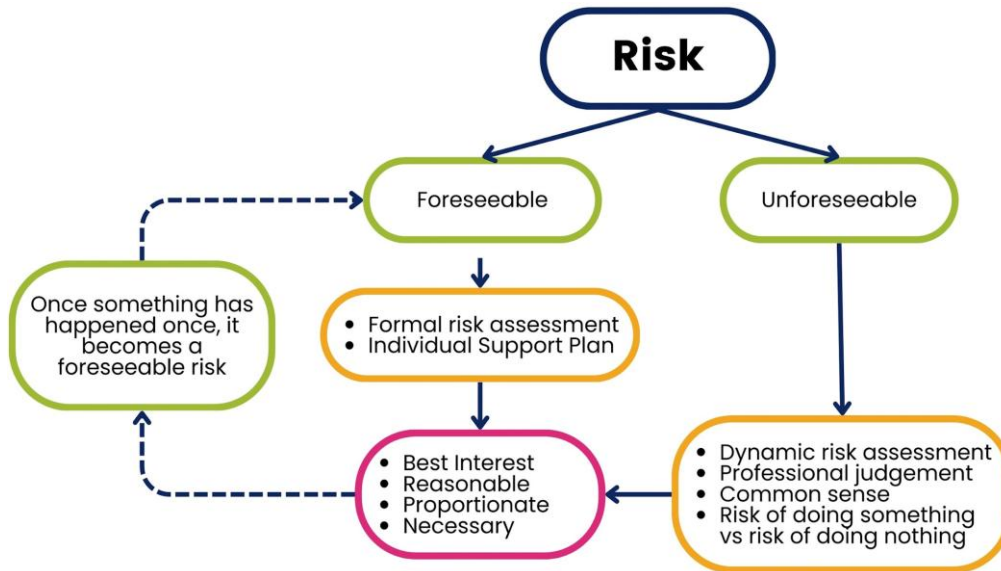 Risk
Foreseeable
Unforeseeable
Once something has
happened once, it
becomes a
foreseeable risk
• Formal risk assessment
• Individual Support Plan
• Best Interest
• Reasonable
• Proportionate
• Necessary
• Dynamic risk assessment
• Professional judgement
• Common sense
• Risk of doing something
vs risk of doing nothing